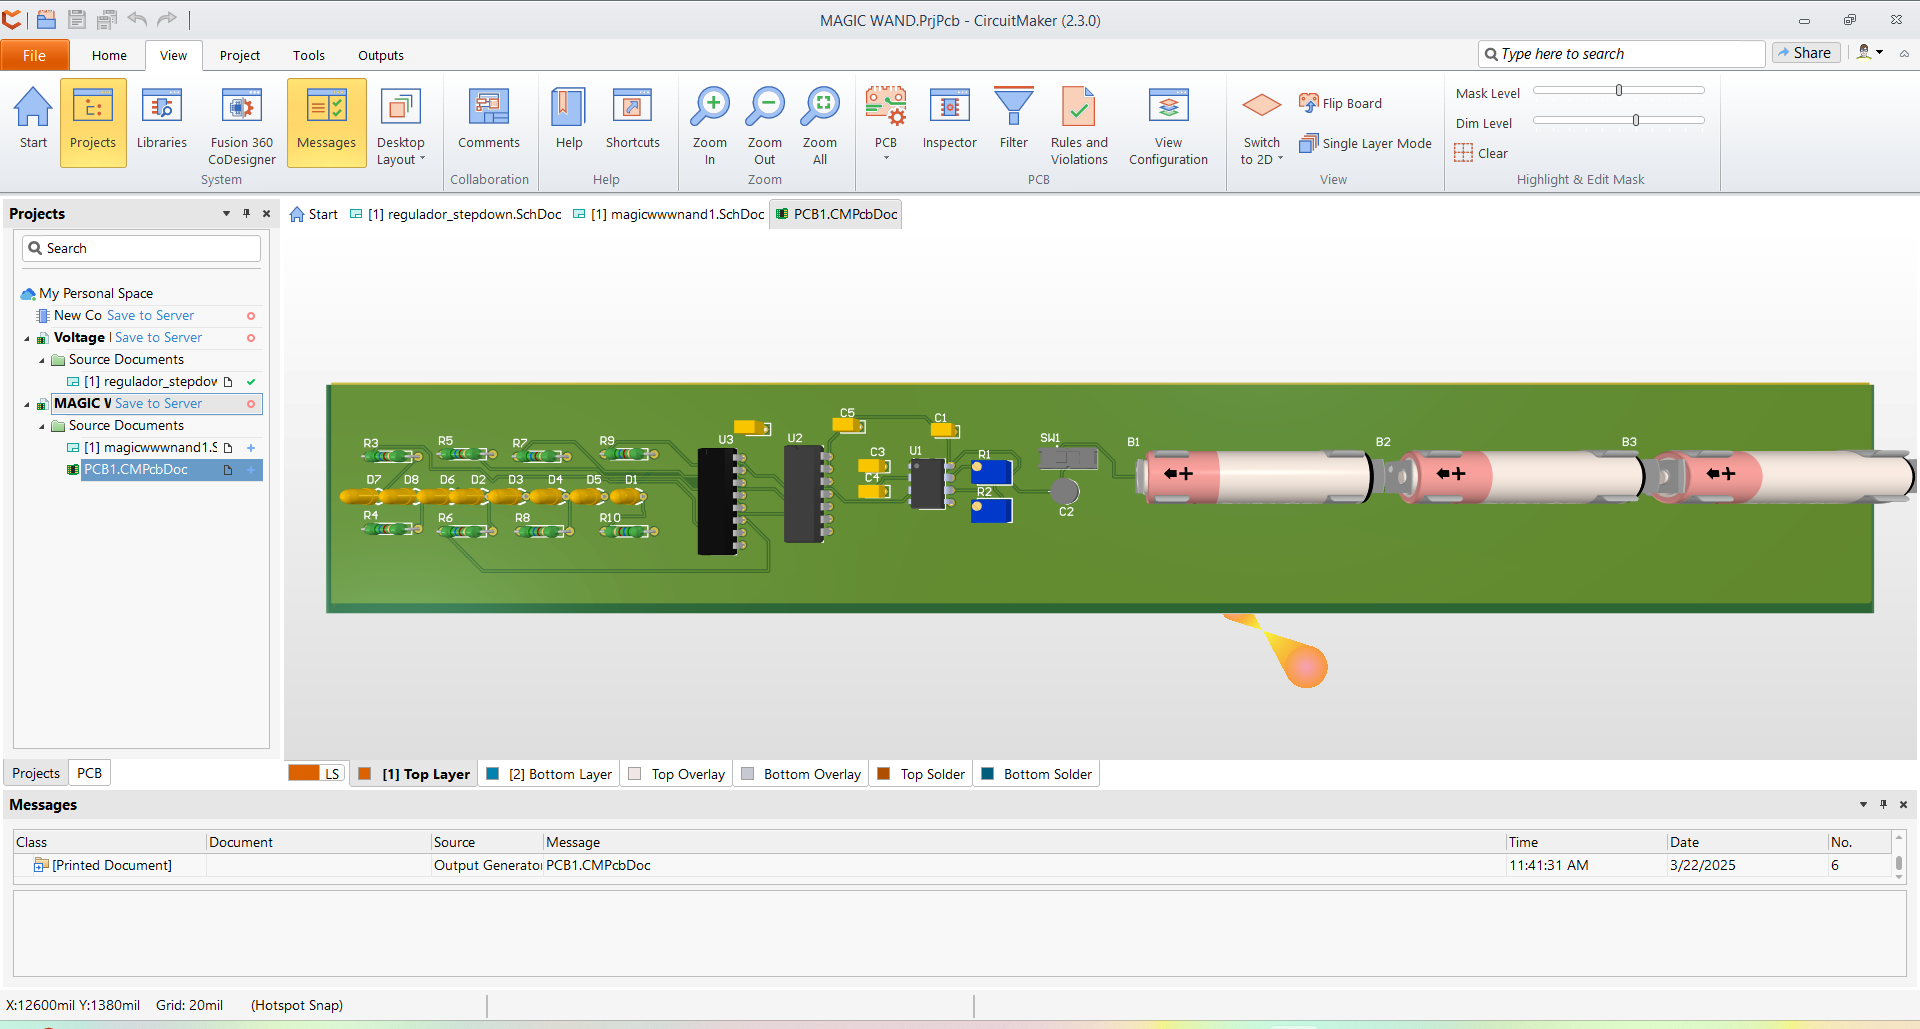 MAGIC WAND.PrjPcb - CircuitMaker (2.3.0)
File Home View Project Tools Outputs
Type here to search
Share
Start
Projects
Libraries
Fusion 360 CoDesigner
Messages
Desktop Layout
System
Comments
Collaboration
Help
Shortcuts
Help
Zoom In
Zoom Out
Zoom All
Zoom
PCB
Inspector
Filter
Rules and Violations
View Configuration
PCB
Switch to 2D
Flip Board
Single Layer Mode
View
Mask Level
Dim Level
Clear
Highlight & Edit Mask
Projects
Search
My Personal Space
New Co Save to Server
Voltage Save to Server
Source Documents
[1] regulador_stepdow
MAGIC W Save to Server
Source Documents
[1] magicwwwnand1.S
PCB1.CMPcbDoc
Projects PCB
Start [1] regulador_stepdown.SchDoc [1] magicwwwnand1.SchDoc PCB1.CMPcbDoc
R3 R5 R7 R9
D7 D8 D6 D2 D3 D4 D5 D1
R4 R6 R8 R10
U3 U2
C5 C1
C3 U1
C4
R1
R2
SW1
C2
B1 B2 B3
+ + +
LS [1] Top Layer [2] Bottom Layer Top Overlay Bottom Overlay Top Solder Bottom Solder
Messages
Class Document Source Message Time Date No.
[Printed Document] Output Generator PCB1.CMPcbDoc 11:41:31 AM 3/22/2025 6
X:12600mil Y:1380mil Grid: 20mil (Hotspot Snap)